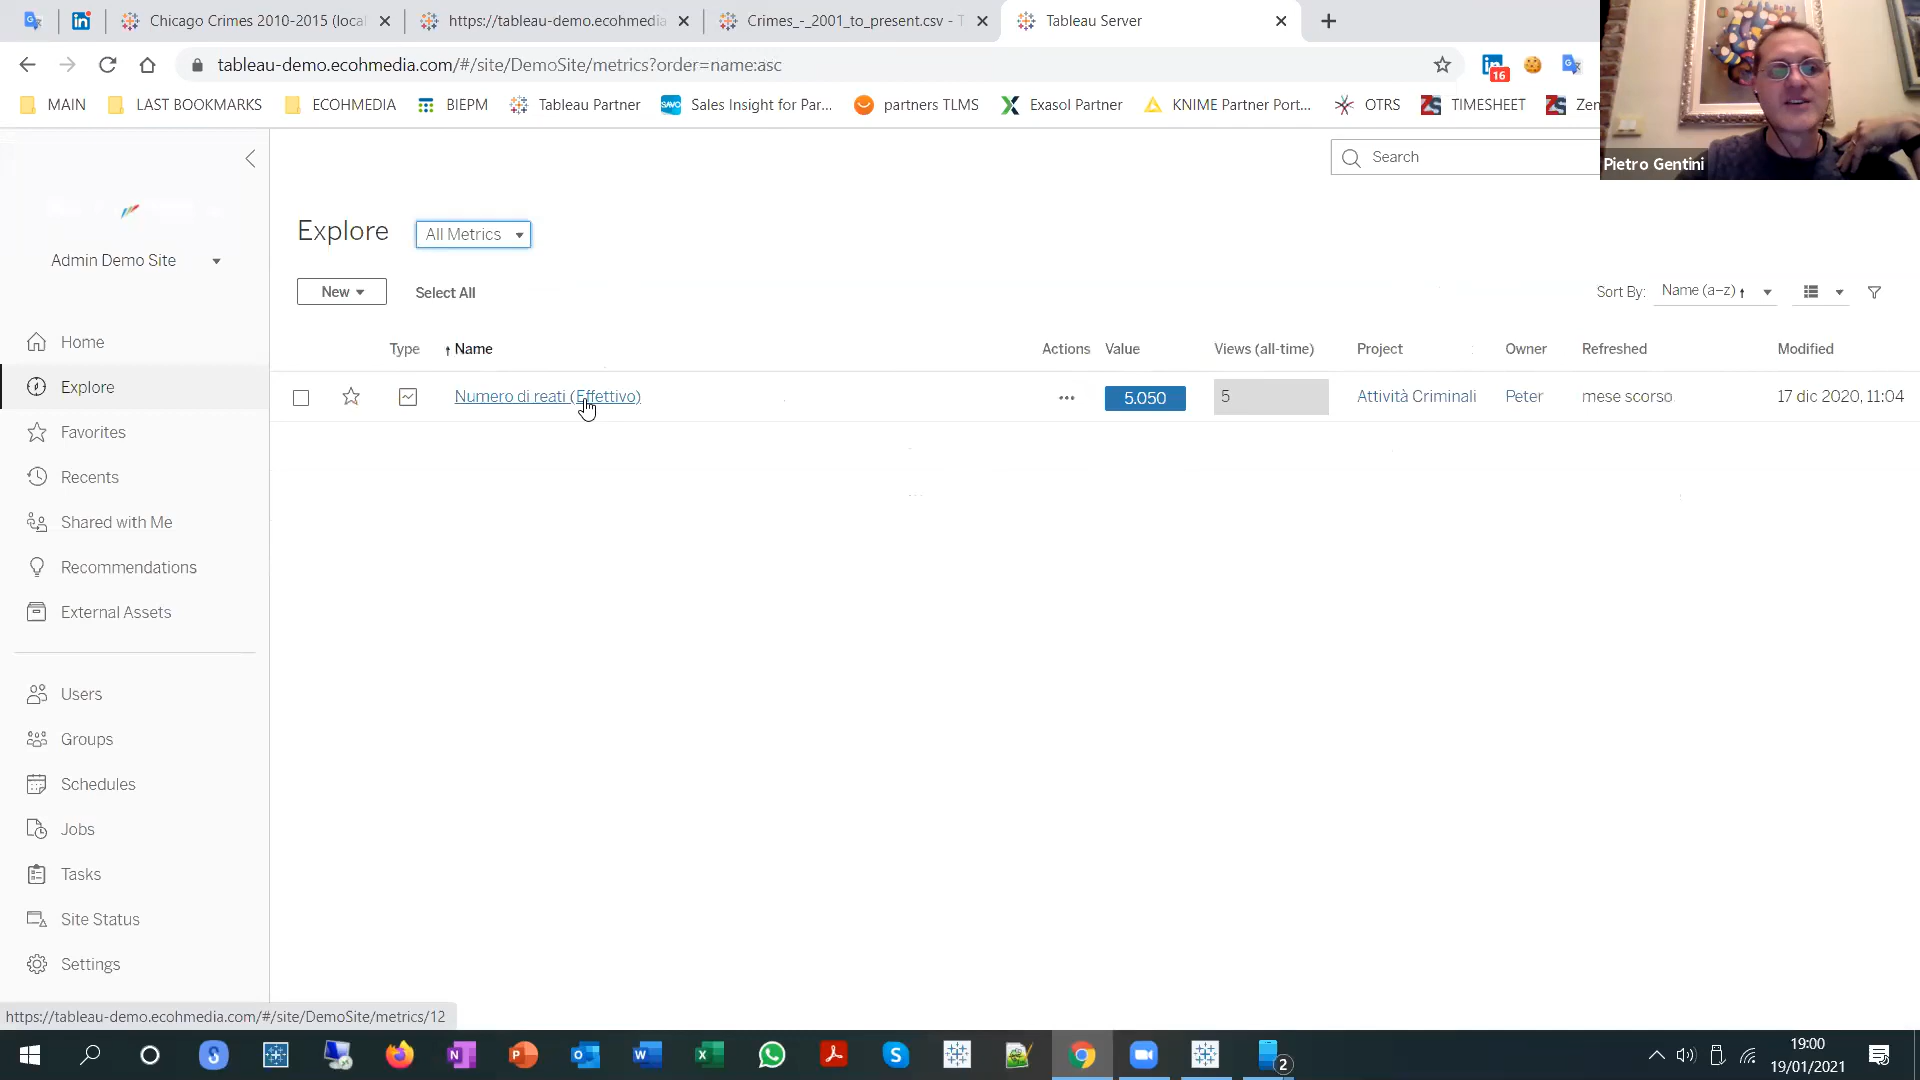 Chicago Crimes 2010-2015 (local
https://tableau-demo.ecohmedia
Crimes_-_2001_to_present.csv - T
Tableau Server
tableau-demo.ecohmedia.com/#/site/DemoSite/metrics?order=name:asc
16
MAIN
LAST BOOKMARKS
ECOHMEDIA
BIEPM
Tableau Partner
Sales Insight for Par...
partners TLMS
Exasol Partner
KNIME Partner Port...
OTRS
TIMESHEET
Zen
Pietro Gentini
Search
Admin Demo Site
Home
Explore
Favorites
Recents
Shared with Me
Recommendations
External Assets
Users
Groups
Schedules
Jobs
Tasks
Site Status
Settings
Explore
All Metrics
New
Select All
Sort By: Name (a–z)
Type
Name
Actions
Value
Views (all-time)
Project
Owner
Refreshed
Modified
Numero di reati (Effettivo)
5.050
5
Attività Criminali
Peter
mese scorso
17 dic 2020, 11:04
https://tableau-demo.ecohmedia.com/#/site/DemoSite/metrics/12
2
19:00
19/01/2021